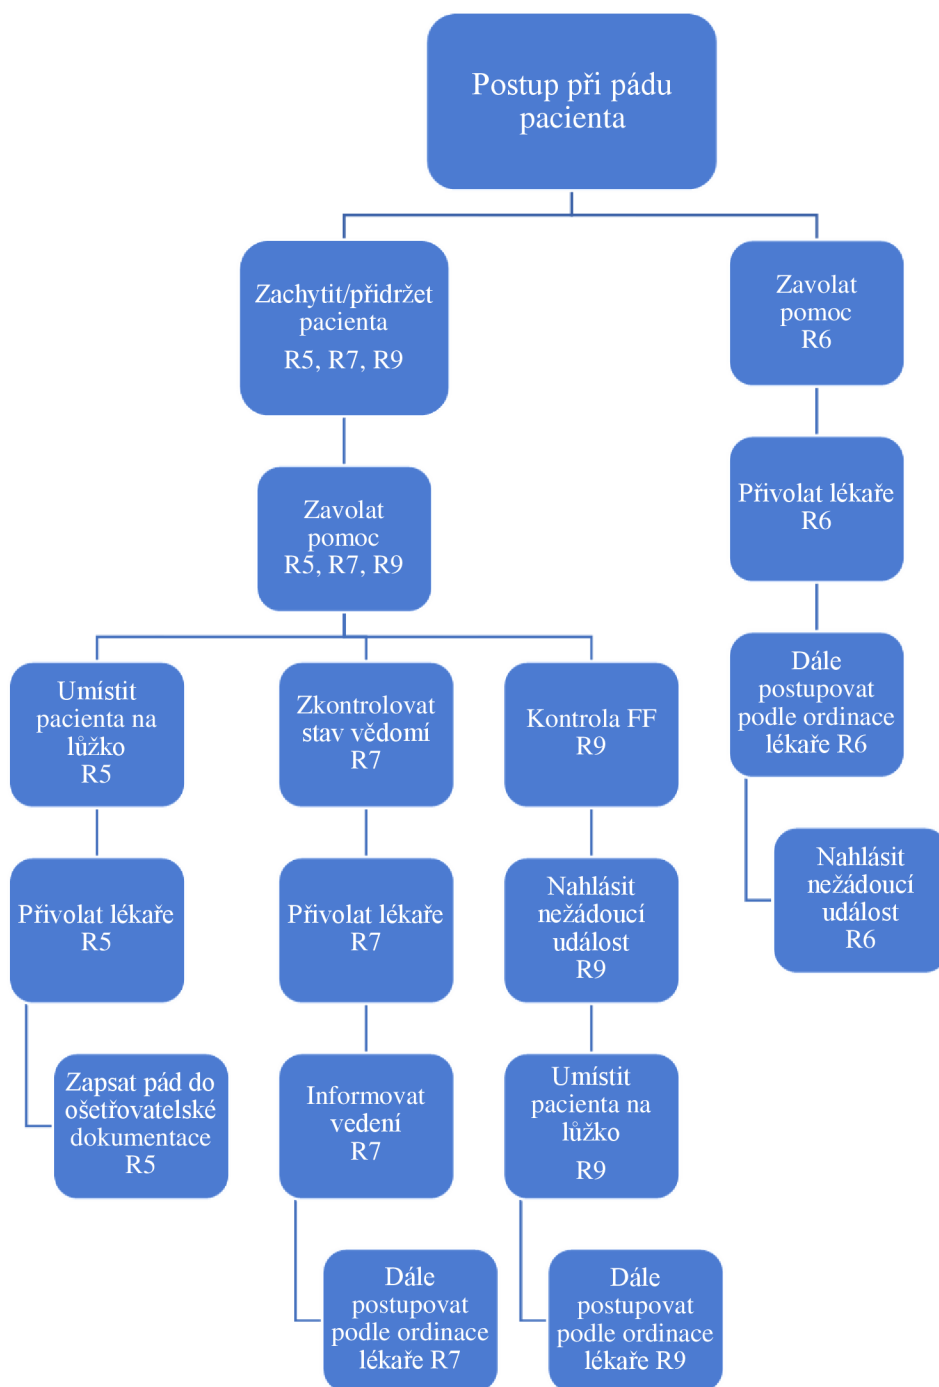 Postup při pádu
pacienta
Zachytit/přidržet
pacienta
R5, R7, R9
Zavolat
pomoc
R6
Přivolat lékaře
R6
Zavolat
pomoc
R5, R7, R9
Dále
postupovat
podle ordinace
lékaře R6
Umístit
pacienta na
lůžko
R5
Zkontrolovat
stav vědomí
R7
Kontrola FF
R9
Nahlásit
nežádoucí
událost
R6
Přivolat lékaře
R5
Přivolat lékaře
R7
Nahlásit
nežádoucí
událost
R9
Zapsat pád do
ošetřovatelské
dokumentace
R5
Informovat
vedení
R7
Umístit
pacienta na
lůžko
R9
Dále
postupovat
podle ordinace
lékaře R7
Dále
postupovat
podle ordinace
lékaře R9